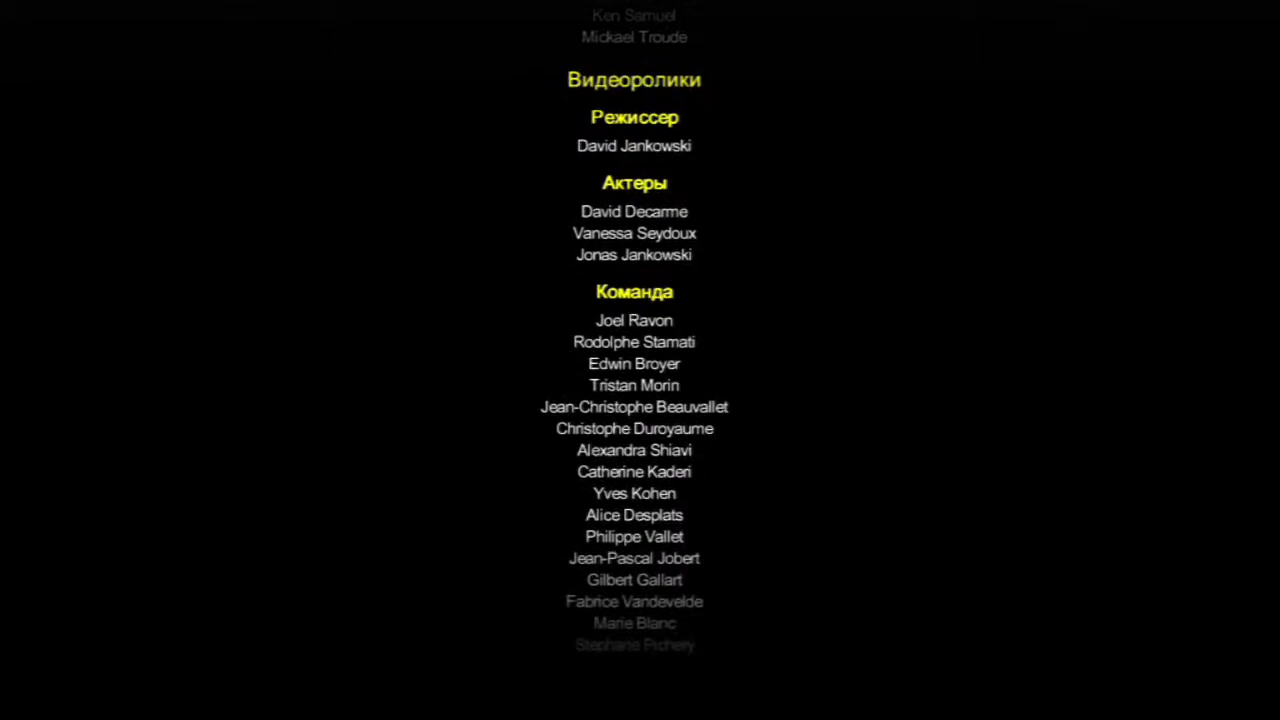 Ken Samuel
Mickael Troude
Видеоролики
Режиссер
David Jankowski
Актеры
David Decarme
Vanessa Seydoux
Jonas Jankowski
Команда
Joel Ravon
Rodolphe Stamati
Edwin Broyer
Tristan Morin
Jean-Christophe Beauvallet
Christophe Duroyaume
Alexandra Shiavi
Catherine Kaderi
Yves Kohen
Alice Desplats
Philippe Vallet
Jean-Pascal Jobert
Gilbert Gallart
Fabrice Vandevelde
Marie Blanc
Stephane